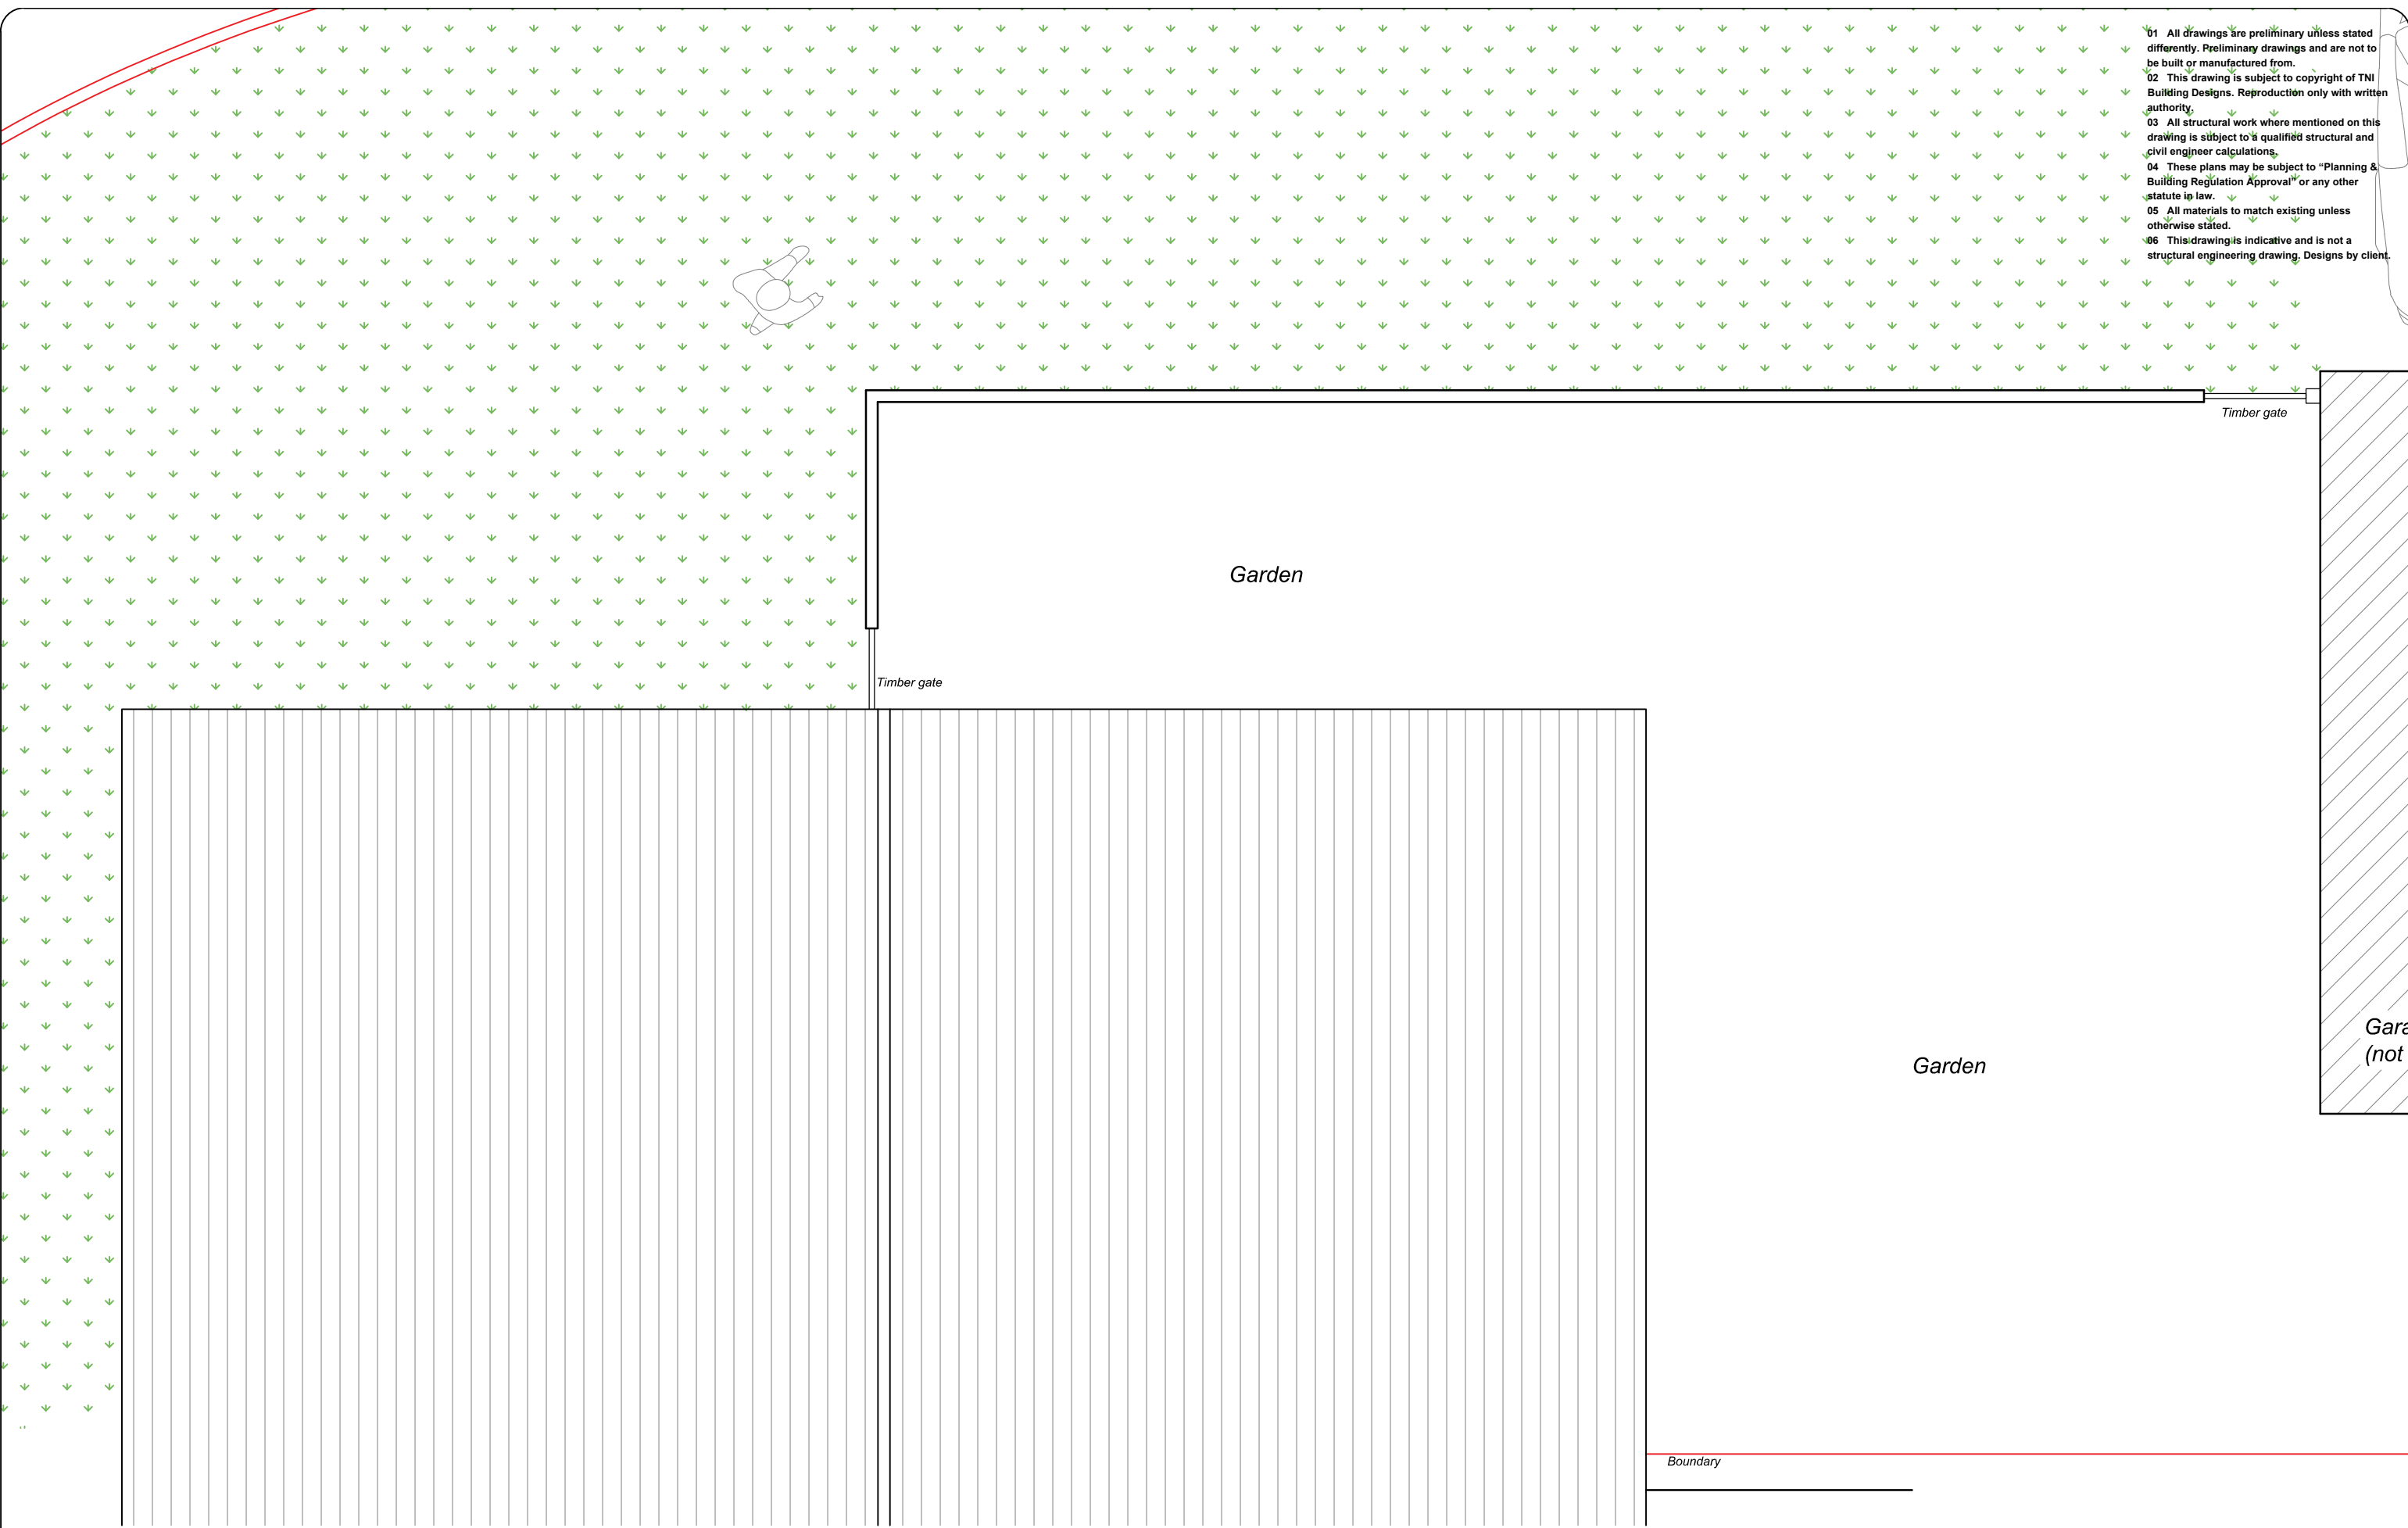 01 All drawings are preliminary unless stated
differently. Preliminary drawings and are not to
be built or manufactured from.
02 This drawing is subject to copyright of TNI
Building Designs. Reproduction only with written
authority.
03 All structural work where mentioned on this
drawing is subject to a qualified structural and
civil engineer calculations.
04 These plans may be subject to “Planning &
Building Regulation Approval” or any other
statute in law.
05 All materials to match existing unless
otherwise stated.
06 This drawing is indicative and is not a
structural engineering drawing. Designs by client.
Timber gate
Garden
Timber gate
Gara
(not
Garden
Boundary